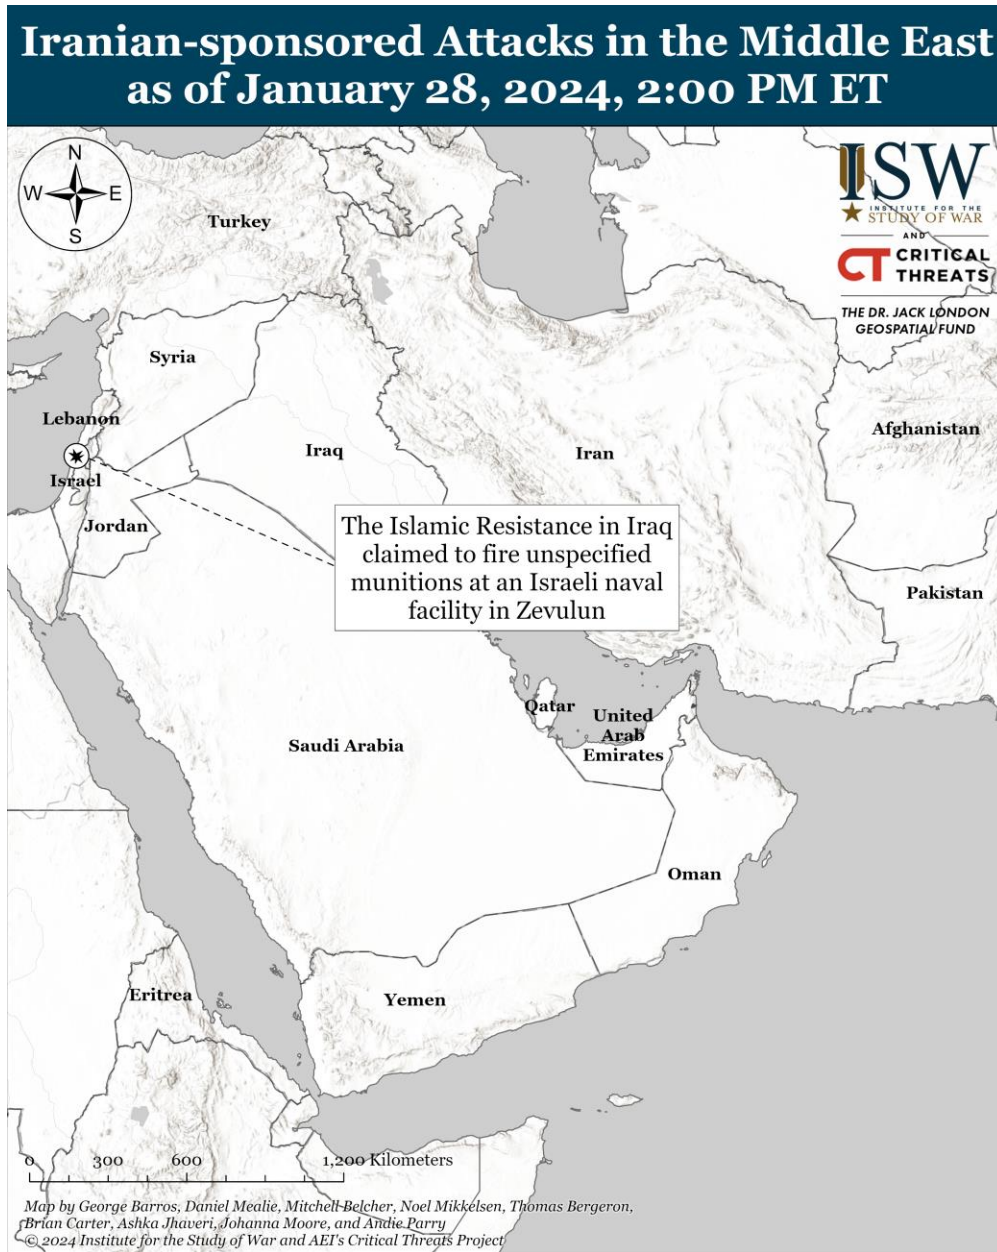 Iranian-sponsored Attacks in the Middle East
as of January 28, 2024, 2:00 PM ET
N
W E
S
ISW
INSTITUTE FOR THE
STUDY OF WAR
AND
CT CRITICAL
THREATS
THE DR. JACK LONDON
GEOSPATIAL FUND
Turkey
Syria
Lebanon
Afghanistan
Iraq
Iran
Israel
Jordan
The Islamic Resistance in Iraq
claimed to fire unspecified
munitions at an Israeli naval
facility in Zevulun
Pakistan
Qatar
United
Arab
Emirates
Saudi Arabia
Oman
Eritrea
Yemen
0 300 600 1,200 Kilometers
Map by George Barros, Daniel Mealie, Mitchell Belcher, Noel Mikkelsen, Thomas Bergeron,
Brian Carter, Ashka Jhaveri, Johanna Moore, and Andie Parry
© 2024 Institute for the Study of War and AEI's Critical Threats Project